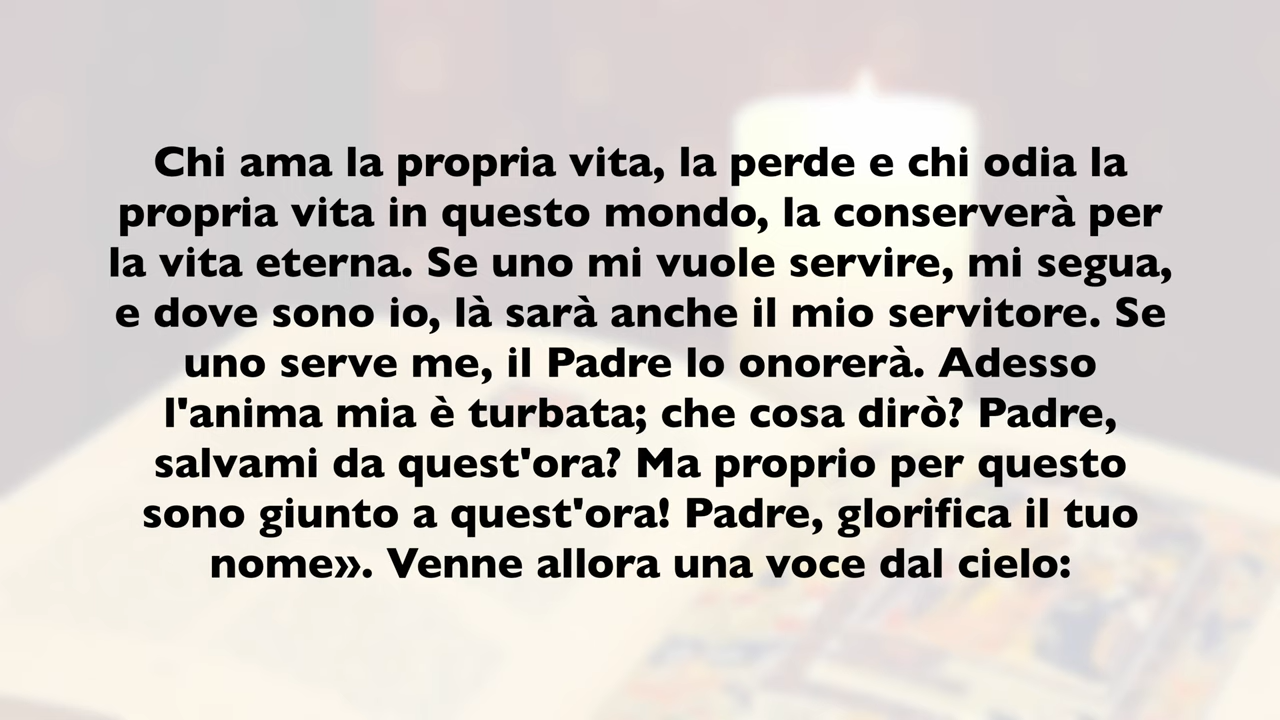 Chi ama la propria vita, la perde e chi odia la
propria vita in questo mondo, la conserverà per
la vita eterna. Se uno mi vuole servire, mi segua,
e dove sono io, là sarà anche il mio servitore. Se
uno serve me, il Padre lo onorerà. Adesso
l'anima mia è turbata; che cosa dirò? Padre,
salvami da quest'ora? Ma proprio per questo
sono giunto a quest'ora! Padre, glorifica il tuo
nome». Venne allora una voce dal cielo: